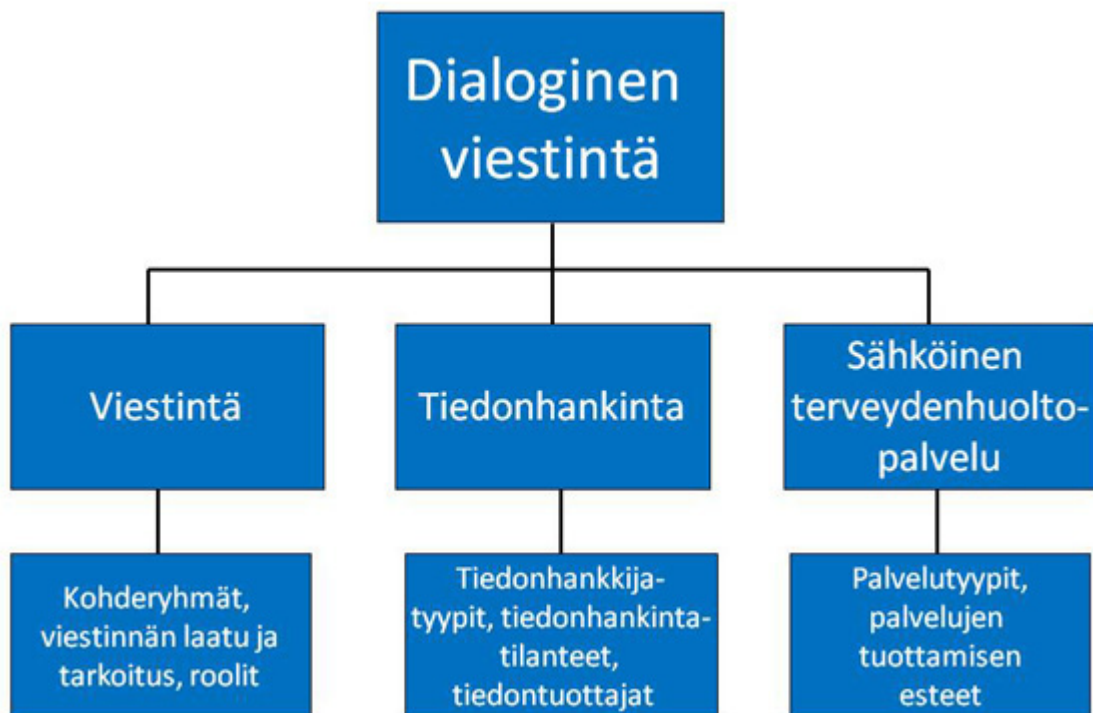 Dialoginen
viestintä
Viestintä
Tiedonhankinta
Sähköinen
terveydenhuolto-
palvelu
Kohderyhmät,
viestinnän laatu ja
tarkoitus, roolit
Tiedonhankkija-
tyypit, tiedonhankinta-
tilanteet,
tiedontuottajat
Palvelutyypit,
palvelujen
tuottamisen
esteet